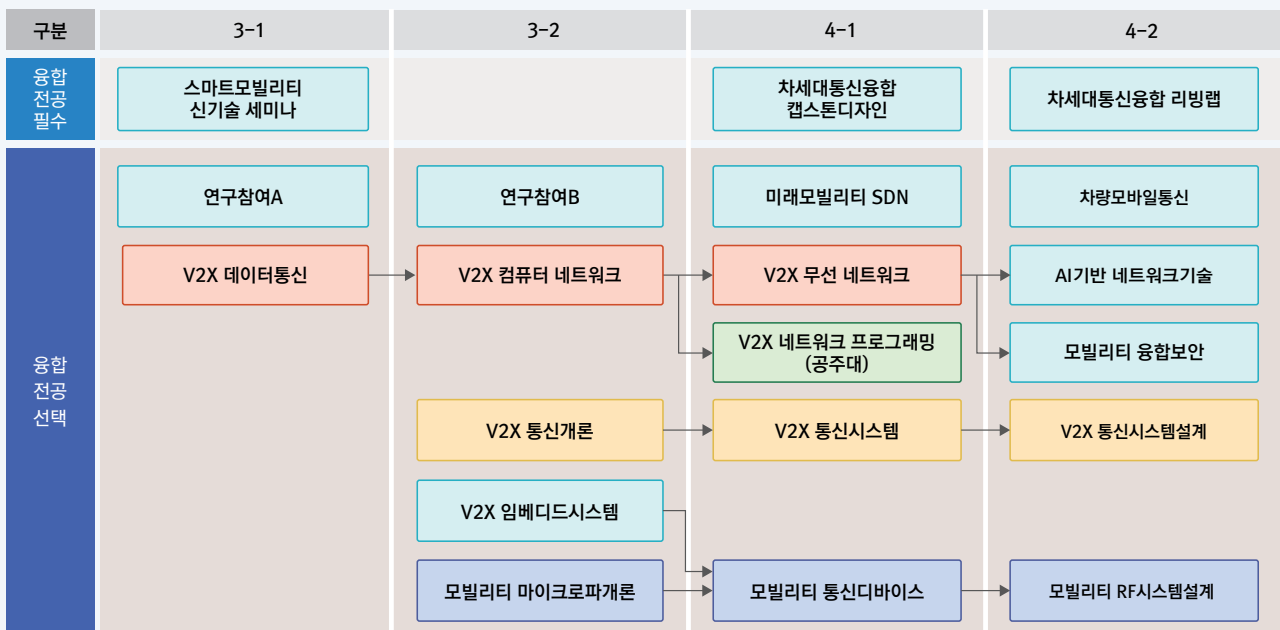 구분
3-1
3-2
4-1
4-2
융합
전공
필수
스마트모빌리티
신기술 세미나
차세대통신융합
캡스톤디자인
차세대통신융합 리빙랩
융합
전공
선택
연구참여A
연구참여B
미래모빌리티 SDN
차량모바일통신
V2X 데이터통신
V2X 컴퓨터 네트워크
V2X 무선 네트워크
AI기반 네트워크기술
V2X 네트워크 프로그래밍
(공주대)
모빌리티 융합보안
V2X 통신개론
V2X 통신시스템
V2X 통신시스템설계
V2X 임베디드시스템
모빌리티 마이크로파개론
모빌리티 통신디바이스
모빌리티 RF시스템설계